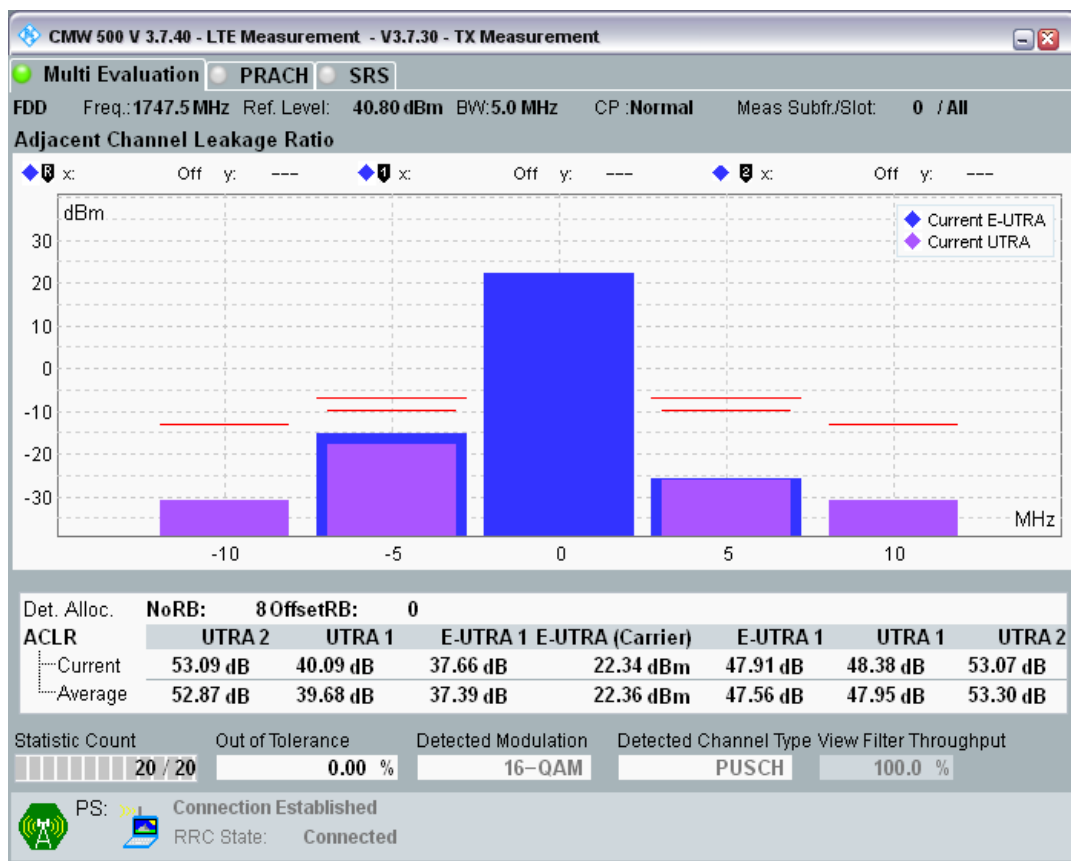 CMW 500 V 3.7.40 - LTE Measurement - V3.7.30 - TX Measurement
Multi Evaluation PRACH SRS
FDD Freq.: 1747.5 MHz Ref. Level: 40.80 dBm BW: 5.0 MHz CP : Normal Meas Subfr./Slot: 0 / All
Adjacent Channel Leakage Ratio
R x: Off y: --- 1 x: Off y: --- 2 x: Off y: ---
dBm
Current E-UTRA
Current UTRA
30
20
10
0
-10
-20
-30
MHz
-10 -5 0 5 10
Det. Alloc. NoRB: 8 OffsetRB: 0
ACLR UTRA 2 UTRA 1 E-UTRA 1 E-UTRA (Carrier) E-UTRA 1 UTRA 1 UTRA 2
Current 53.09 dB 40.09 dB 37.66 dB 22.34 dBm 47.91 dB 48.38 dB 53.07 dB
Average 52.87 dB 39.68 dB 37.39 dB 22.36 dBm 47.56 dB 47.95 dB 53.30 dB
Statistic Count Out of Tolerance Detected Modulation Detected Channel Type View Filter Throughput
20 / 20 0.00 % 16-QAM PUSCH 100.0 %
PS: Connection Established
RRC State: Connected